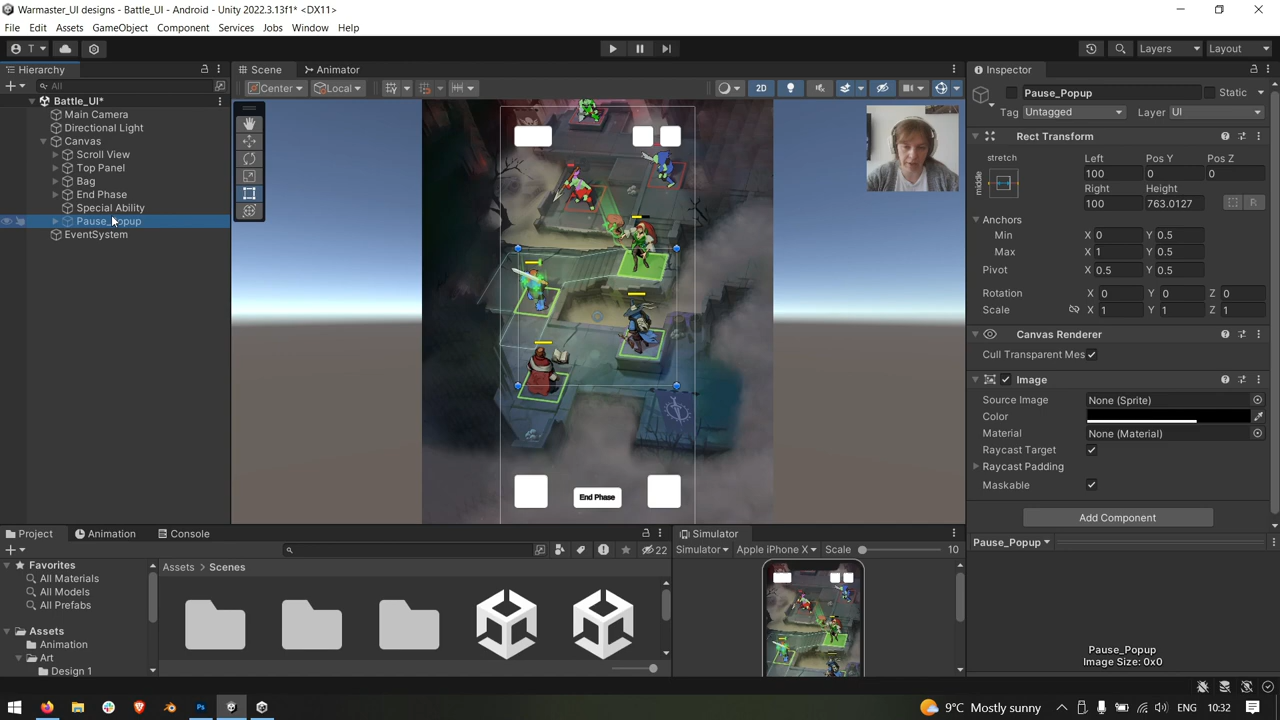 Warmaster_UI designs - Battle_UI - Android - Unity 2022.3.13f1* <DX11>
File Edit Assets GameObject Component Services Jobs Window Help
T Layers Layout
Hierarchy Scene Animator Inspector
All Center Local 2D
Battle_UI*
Main Camera
Directional Light
Canvas
Scroll View
Top Panel
Bag
End Phase
Special Ability
Pause_Popup
EventSystem
End Phase
Pause_Popup Static
Tag Untagged Layer UI
Rect Transform
stretch Left Pos Y Pos Z
middle 100 0 0
Right Height
100 763.0127 R
Anchors
Min X 0 Y 0.5
Max X 1 Y 0.5
Pivot X 0.5 Y 0.5
Rotation X 0 Y 0 Z 0
Scale X 1 Y 1 Z 1
Canvas Renderer
Cull Transparent Mes
Image
Source Image None (Sprite)
Color
Material None (Material)
Raycast Target
Raycast Padding
Maskable
Add Component
Pause_Popup
Pause_Popup
Image Size: 0x0
Project Animation Console
22
Favorites
All Materials
All Models
All Prefabs
Assets
Animation
Art
Design 1
Assets > Scenes
Simulator
Simulator Apple iPhone X Scale 10
Ps 9°C Mostly sunny ENG 10:32